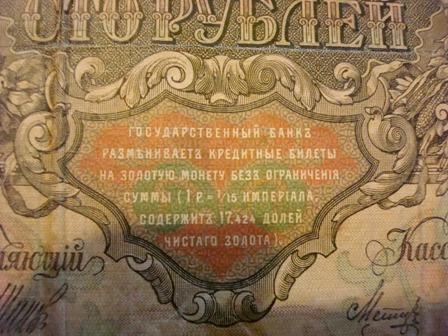 СТО РУБЛЕЙ
ГОСУДАРСТВЕННЫЙ БАНКЪ
РАЗМѢНИВАЕТЪ КРЕДИТНЫЕ БИЛЕТЫ
НА ЗОЛОТУЮ МОНЕТУ БЕЗЪ ОГРАНИЧЕНІЯ
СУММЫ (1 Р. = 1/15 ИМПЕРІАЛА,
СОДЕРЖИТЪ 17,424 ДОЛЕЙ
ЧИСТАГО ЗОЛОТА).